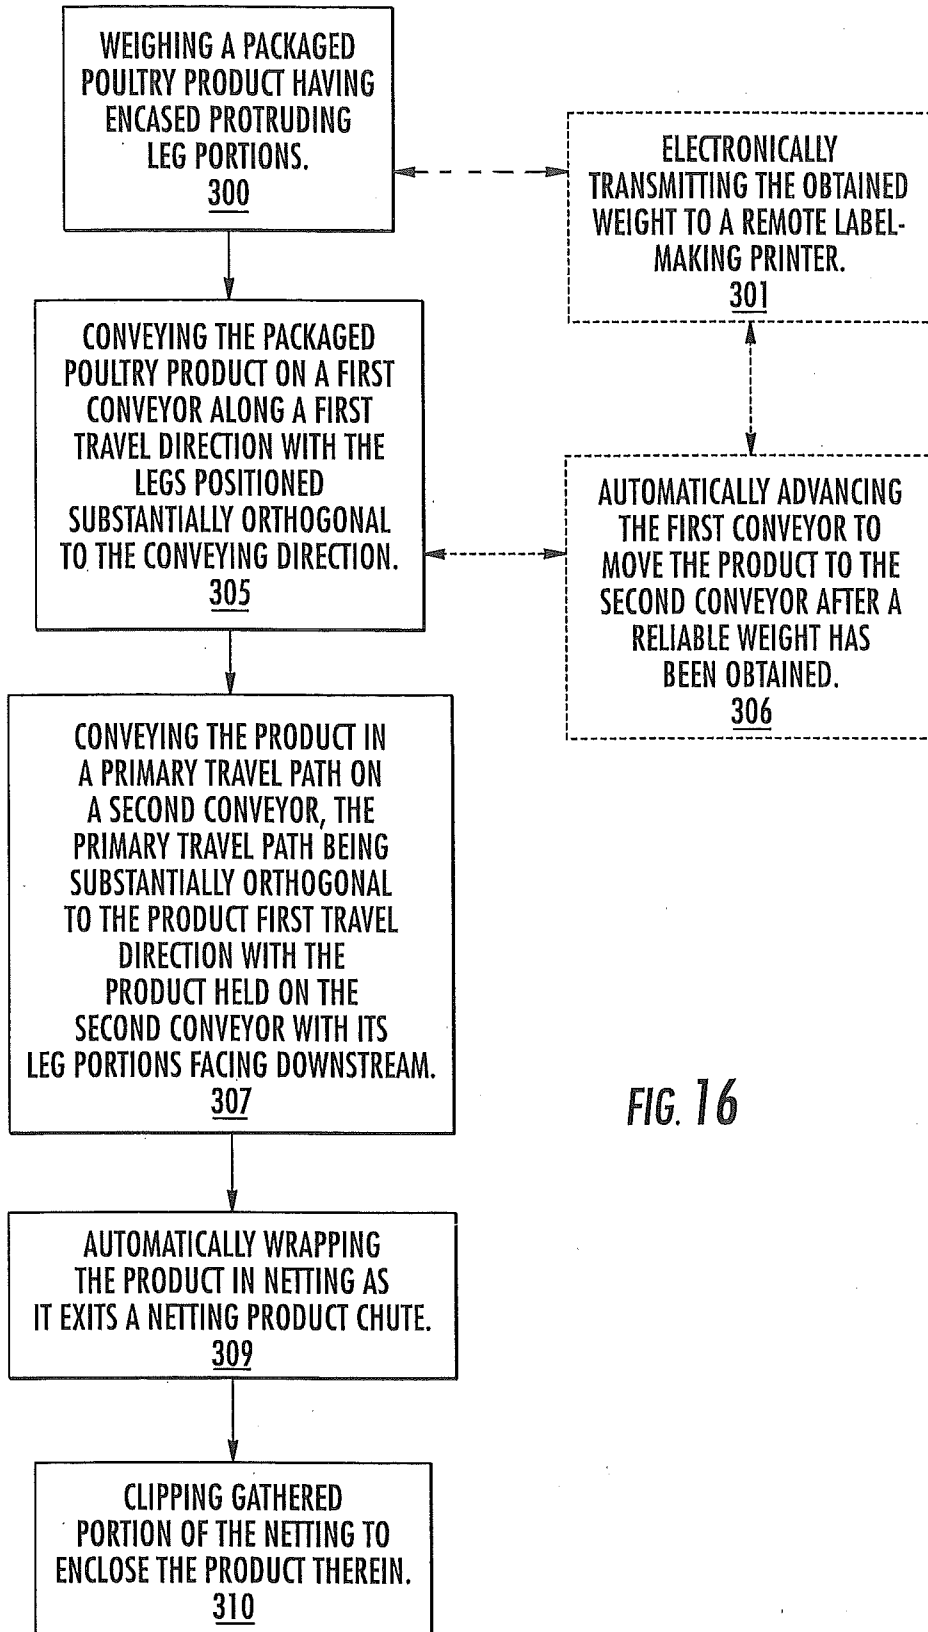 WEIGHING A PACKAGED
POULTRY PRODUCT HAVING
ENCASED PROTRUDING
LEG PORTIONS.
300
ELECTRONICALLY
TRANSMITTING THE OBTAINED
WEIGHT TO A REMOTE LABEL-
MAKING PRINTER.
301
CONVEYING THE PACKAGED
POULTRY PRODUCT ON A FIRST
CONVEYOR ALONG A FIRST
TRAVEL DIRECTION WITH THE
LEGS POSITIONED
SUBSTANTIALLY ORTHOGONAL
TO THE CONVEYING DIRECTION.
305
AUTOMATICALLY ADVANCING
THE FIRST CONVEYOR TO
MOVE THE PRODUCT TO THE
SECOND CONVEYOR AFTER A
RELIABLE WEIGHT HAS
BEEN OBTAINED.
306
CONVEYING THE PRODUCT IN
A PRIMARY TRAVEL PATH ON
A SECOND CONVEYOR, THE
PRIMARY TRAVEL PATH BEING
SUBSTANTIALLY ORTHOGONAL
TO THE PRODUCT FIRST TRAVEL
DIRECTION WITH THE
PRODUCT HELD ON THE
SECOND CONVEYOR WITH ITS
LEG PORTIONS FACING DOWNSTREAM.
307
FIG. 16
AUTOMATICALLY WRAPPING
THE PRODUCT IN NETTING AS
IT EXITS A NETTING PRODUCT CHUTE.
309
CLIPPING GATHERED
PORTION OF THE NETTING TO
ENCLOSE THE PRODUCT THEREIN.
310